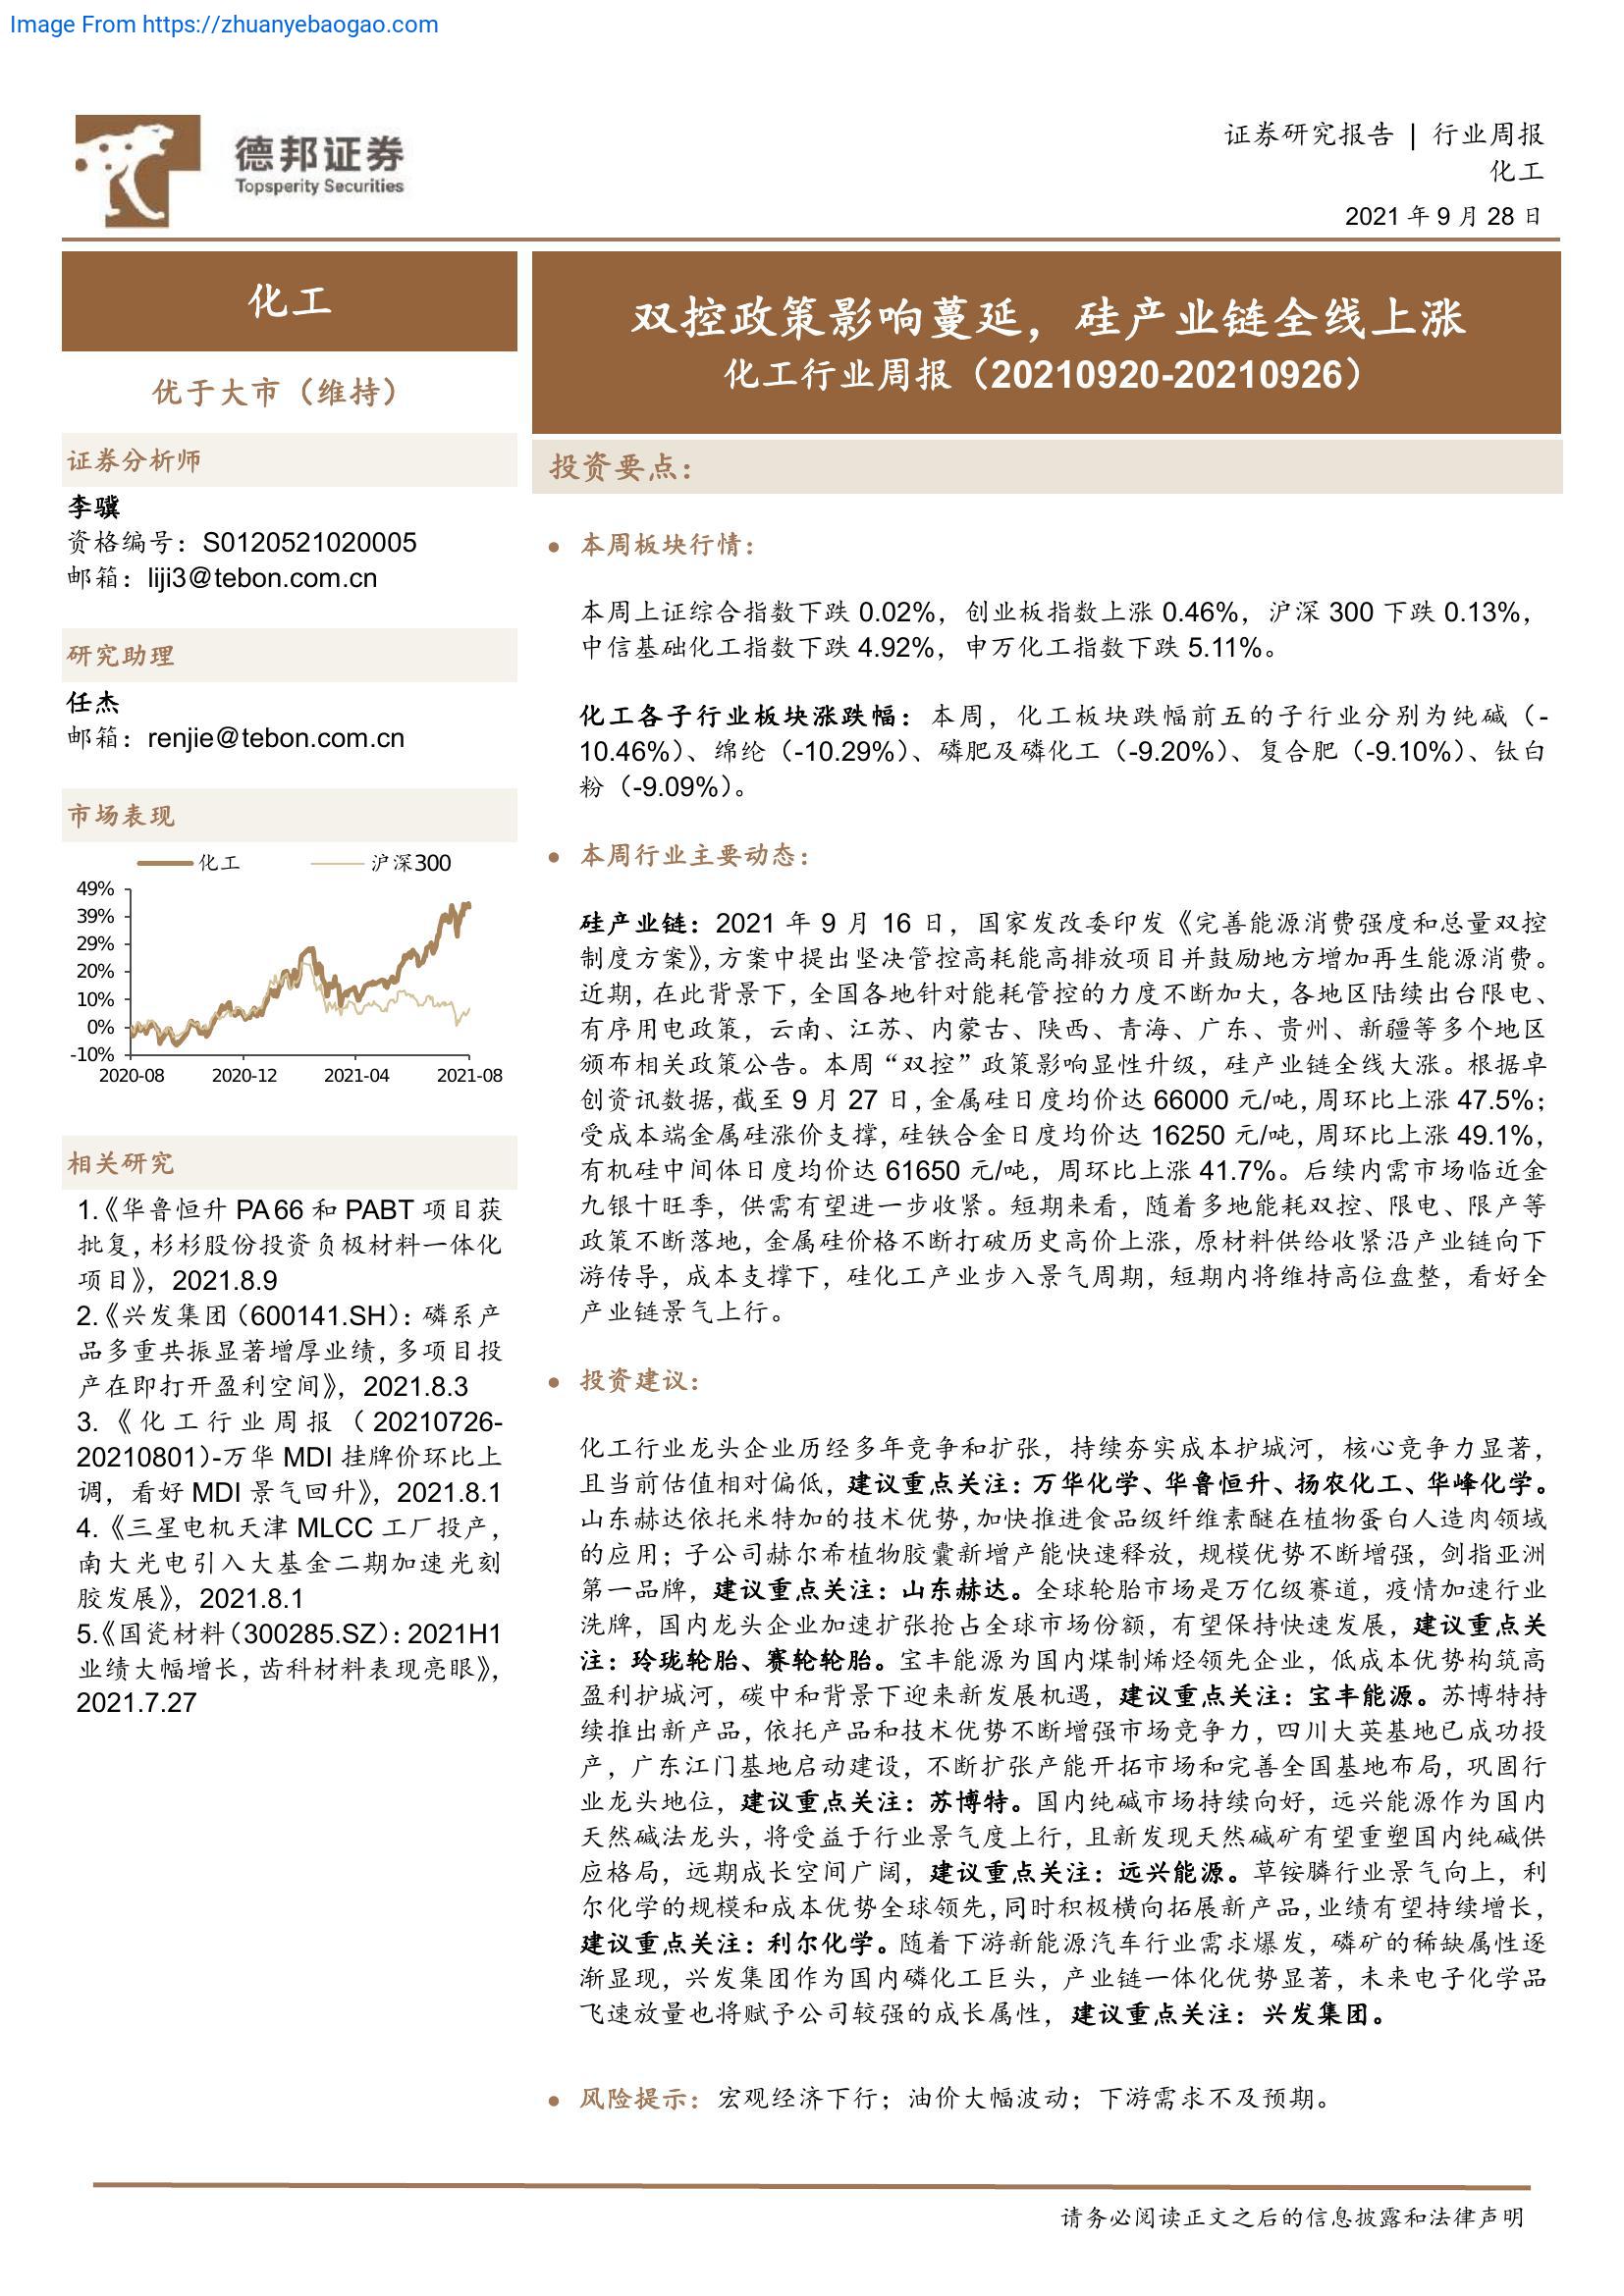 Image From https://zhuanyebaogao.com
德邦证券
Topsperity Securities
证券研究报告 | 行业周报
化工
2021 年 9 月 28 日
化工
优于大市（维持）
证券分析师
李骥
资格编号：S0120521020005
邮箱：liji3@tebon.com.cn
研究助理
任杰
邮箱：renjie@tebon.com.cn
市场表现
化工 沪深300
49%
39%
29%
20%
10%
0%
-10%
2020-08 2020-12 2021-04 2021-08
相关研究
1.《华鲁恒升 PA66 和 PABT 项目获
批复，杉杉股份投资负极材料一体化
项目》，2021.8.9
2.《兴发集团（600141.SH）：磷系产
品多重共振显著增厚业绩，多项目投
产在即打开盈利空间》，2021.8.3
3.《化工行业周报（20210726-
20210801）-万华 MDI 挂牌价环比上
调，看好 MDI 景气回升》，2021.8.1
4.《三星电机天津 MLCC 工厂投产，
南大光电引入大基金二期加速光刻
胶发展》，2021.8.1
5.《国瓷材料（300285.SZ）：2021H1
业绩大幅增长，齿科材料表现亮眼》，
2021.7.27
双控政策影响蔓延，硅产业链全线上涨
化工行业周报（20210920-20210926）
投资要点：
● 本周板块行情：
本周上证综合指数下跌 0.02%，创业板指数上涨 0.46%，沪深 300 下跌 0.13%，
中信基础化工指数下跌 4.92%，申万化工指数下跌 5.11%。
化工各子行业板块涨跌幅：本周，化工板块跌幅前五的子行业分别为纯碱（-
10.46%）、绵纶（-10.29%）、磷肥及磷化工（-9.20%）、复合肥（-9.10%）、钛白
粉（-9.09%）。
● 本周行业主要动态：
硅产业链：2021 年 9 月 16 日，国家发改委印发《完善能源消费强度和总量双控
制度方案》，方案中提出坚决管控高耗能高排放项目并鼓励地方增加再生能源消费。
近期，在此背景下，全国各地针对能耗管控的力度不断加大，各地区陆续出台限电、
有序用电政策，云南、江苏、内蒙古、陕西、青海、广东、贵州、新疆等多个地区
颁布相关政策公告。本周“双控”政策影响显性升级，硅产业链全线大涨。根据卓
创资讯数据，截至 9 月 27 日，金属硅日度均价达 66000 元/吨，周环比上涨 47.5%；
受成本端金属硅涨价支撑，硅铁合金日度均价达 16250 元/吨，周环比上涨 49.1%，
有机硅中间体日度均价达 61650 元/吨，周环比上涨 41.7%。后续内需市场临近金
九银十旺季，供需有望进一步收紧。短期来看，随着多地能耗双控、限电、限产等
政策不断落地，金属硅价格不断打破历史高价上涨，原材料供给收紧沿产业链向下
游传导，成本支撑下，硅化工产业步入景气周期，短期内将维持高位盘整，看好全
产业链景气上行。
● 投资建议：
化工行业龙头企业历经多年竞争和扩张，持续夯实成本护城河，核心竞争力显著，
且当前估值相对偏低，建议重点关注：万华化学、华鲁恒升、扬农化工、华峰化学。
山东赫达依托米特加的技术优势，加快推进食品级纤维素醚在植物蛋白人造肉领域
的应用；子公司赫尔希植物胶囊新增产能快速释放，规模优势不断增强，剑指亚洲
第一品牌，建议重点关注：山东赫达。全球轮胎市场是万亿级赛道，疫情加速行业
洗牌，国内龙头企业加速扩张抢占全球市场份额，有望保持快速发展，建议重点关
注：玲珑轮胎、赛轮轮胎。宝丰能源为国内煤制烯烃领先企业，低成本优势构筑高
盈利护城河，碳中和背景下迎来新发展机遇，建议重点关注：宝丰能源。苏博特持
续推出新产品，依托产品和技术优势不断增强市场竞争力，四川大英基地已成功投
产，广东江门基地启动建设，不断扩张产能开拓市场和完善全国基地布局，巩固行
业龙头地位，建议重点关注：苏博特。国内纯碱市场持续向好，远兴能源作为国内
天然碱法龙头，将受益于行业景气度上行，且新发现天然碱矿有望重塑国内纯碱供
应格局，远期成长空间广阔，建议重点关注：远兴能源。草铵膦行业景气向上，利
尔化学的规模和成本优势全球领先，同时积极横向拓展新产品，业绩有望持续增长，
建议重点关注：利尔化学。随着下游新能源汽车行业需求爆发，磷矿的稀缺属性逐
渐显现，兴发集团作为国内磷化工巨头，产业链一体化优势显著，未来电子化学品
飞速放量也将赋予公司较强的成长属性，建议重点关注：兴发集团。
● 风险提示：宏观经济下行；油价大幅波动；下游需求不及预期。
请务必阅读正文之后的信息披露和法律声明